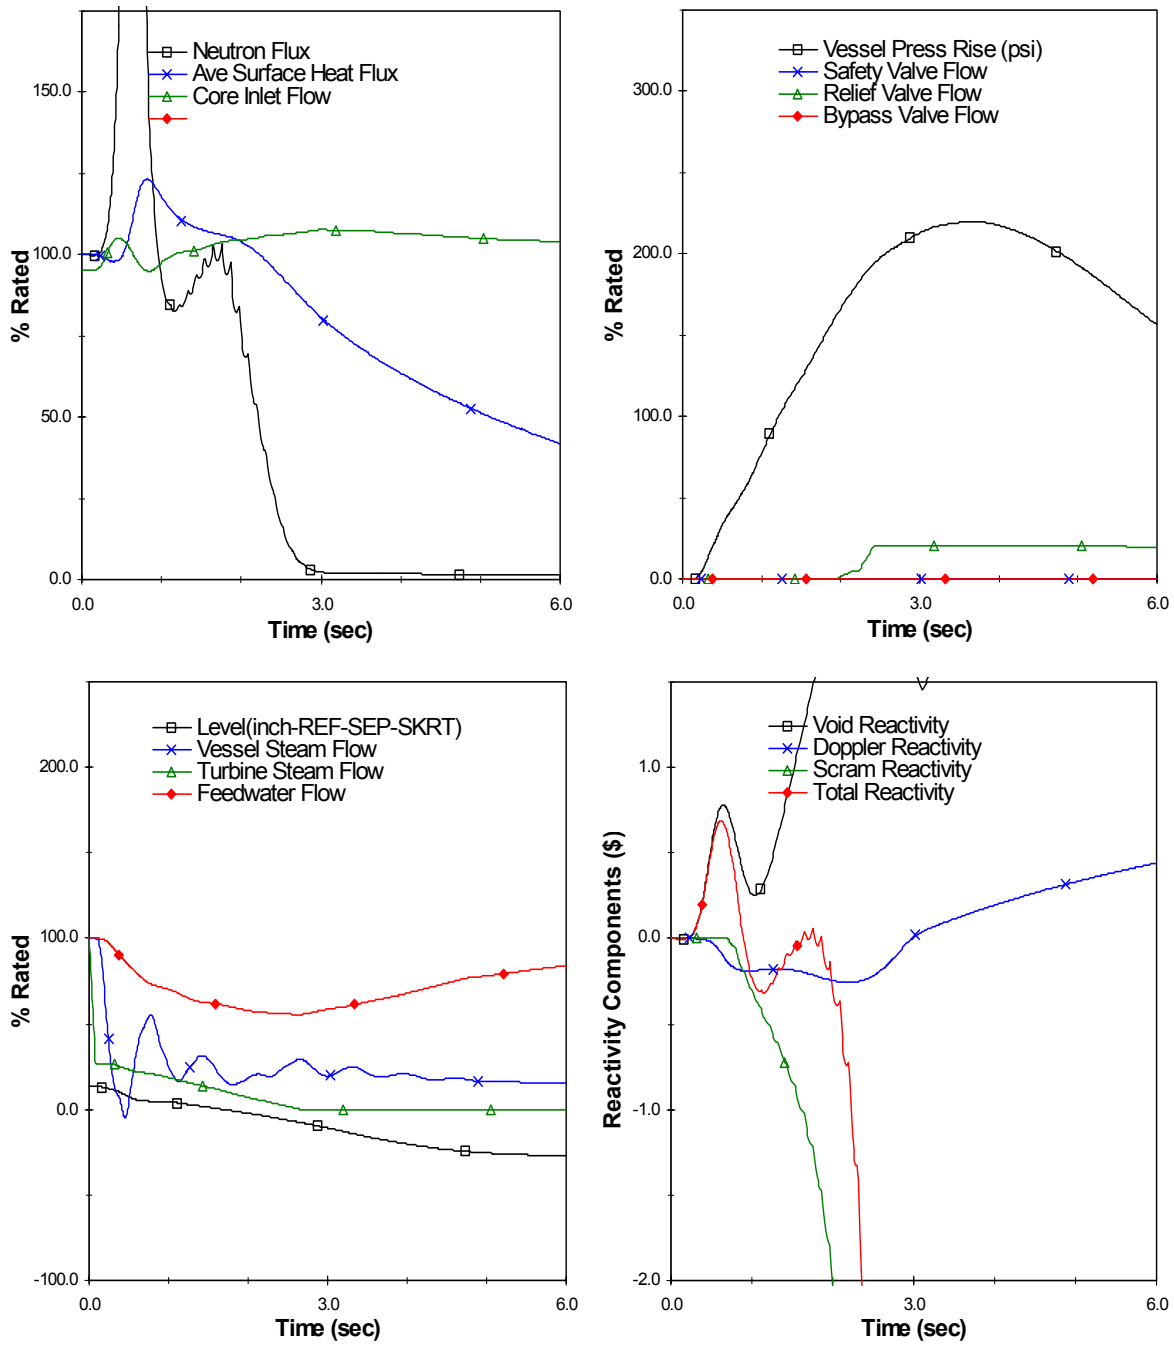 Neutron Flux
Ave Surface Heat Flux
Core Inlet Flow
150.0
100.0
50.0
0.0
% Rated
0.0
3.0
6.0
Time (sec)
Vessel Press Rise (psi)
Safety Valve Flow
Relief Valve Flow
Bypass Valve Flow
300.0
200.0
100.0
0.0
% Rated
0.0
3.0
6.0
Time (sec)
Level(inch-REF-SEP-SKRT)
Vessel Steam Flow
Turbine Steam Flow
Feedwater Flow
200.0
100.0
0.0
-100.0
% Rated
0.0
3.0
6.0
Time (sec)
Void Reactivity
Doppler Reactivity
Scram Reactivity
Total Reactivity
1.0
0.0
-1.0
-2.0
Reactivity Components ($)
0.0
3.0
6.0
Time (sec)